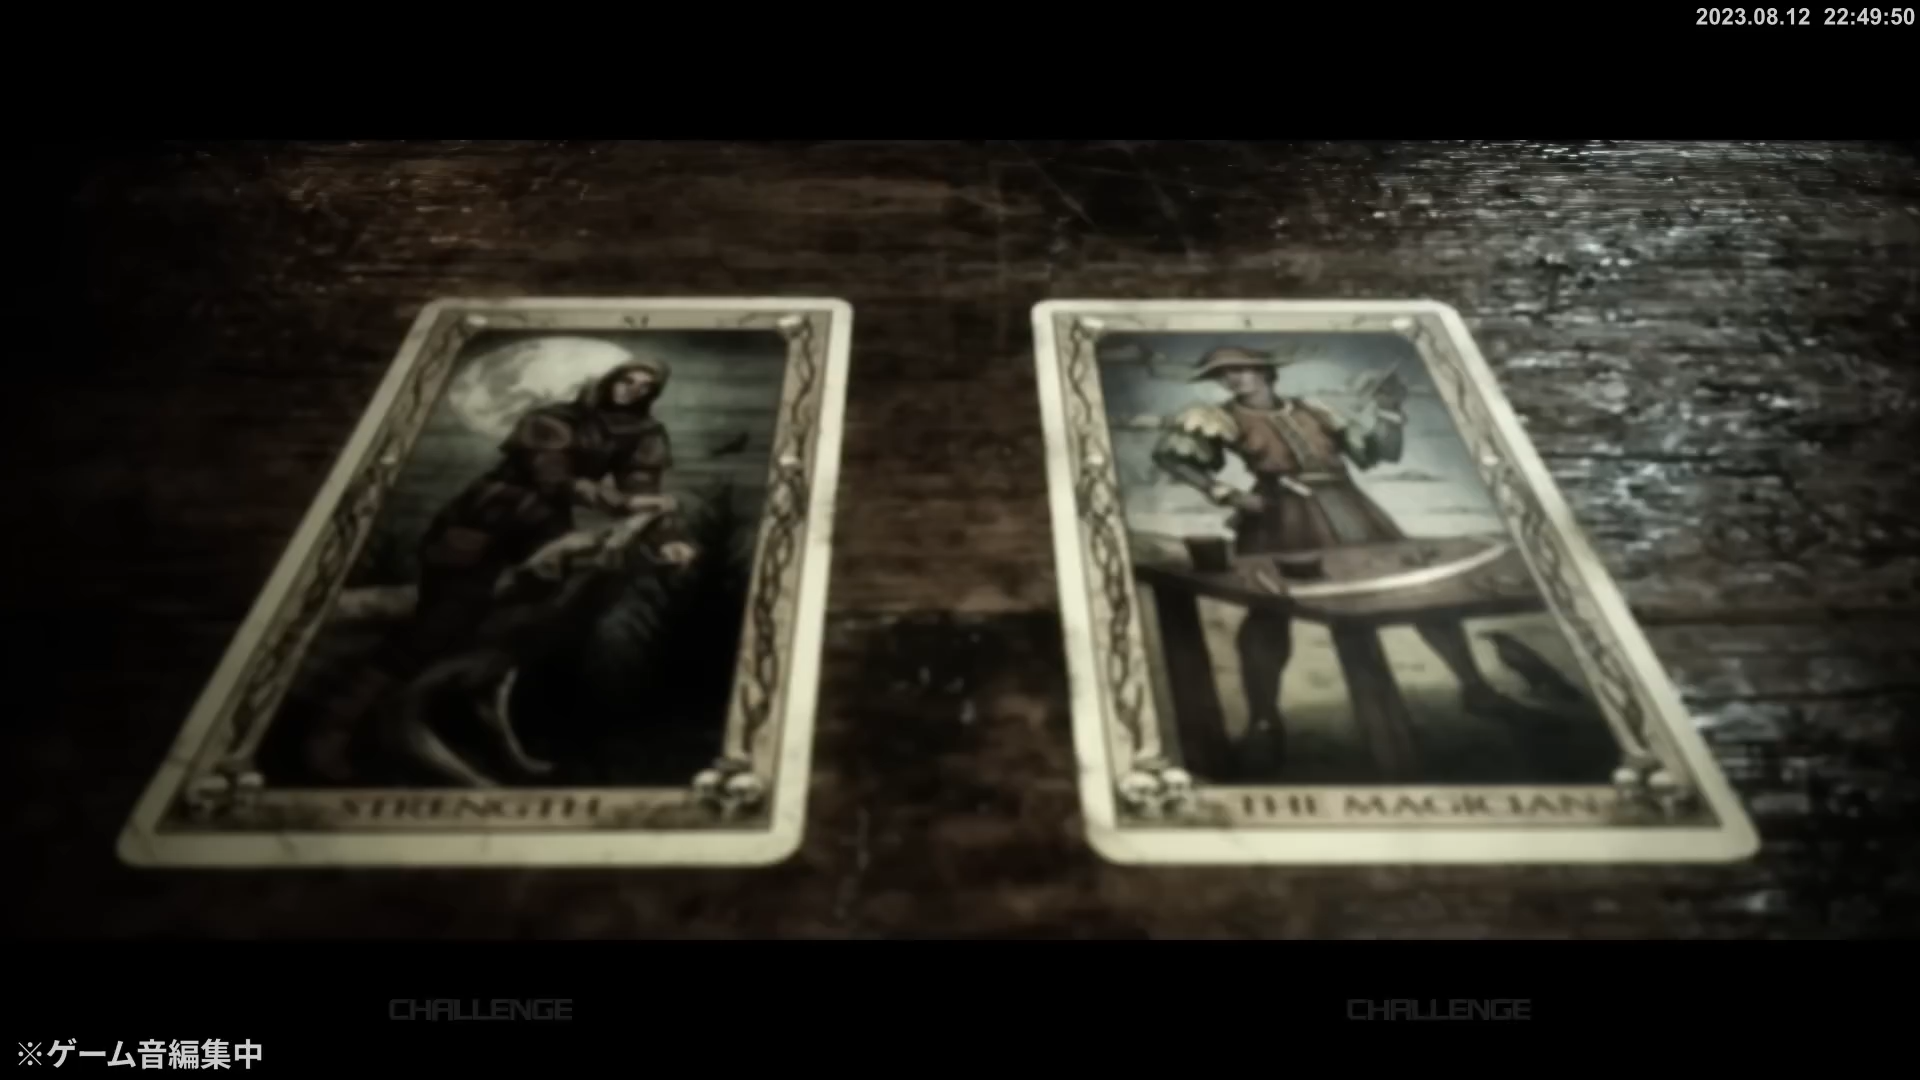 2023.08.12 22:49:50
STRENGTH
THE MAGICIAN
CHALLENGE
CHALLENGE
※ゲーム音編集中